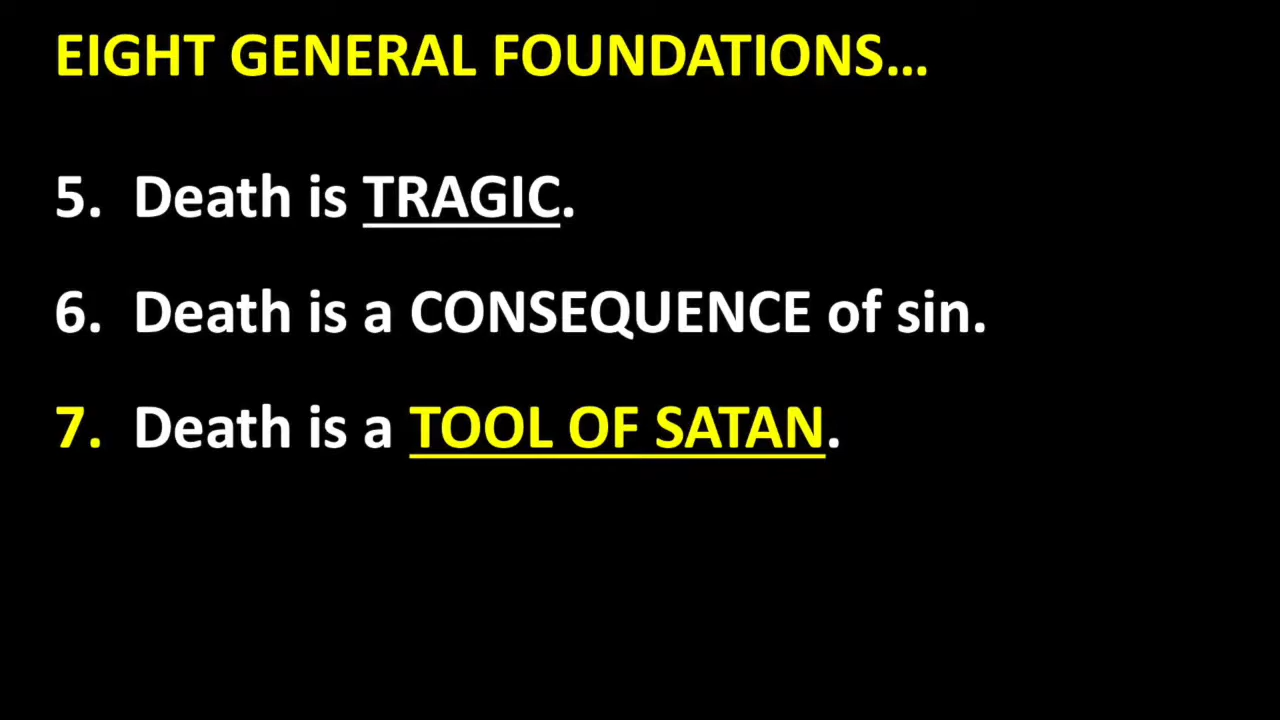 EIGHT GENERAL FOUNDATIONS...
5. Death is TRAGIC.
6. Death is a CONSEQUENCE of sin.
7. Death is a TOOL OF SATAN.